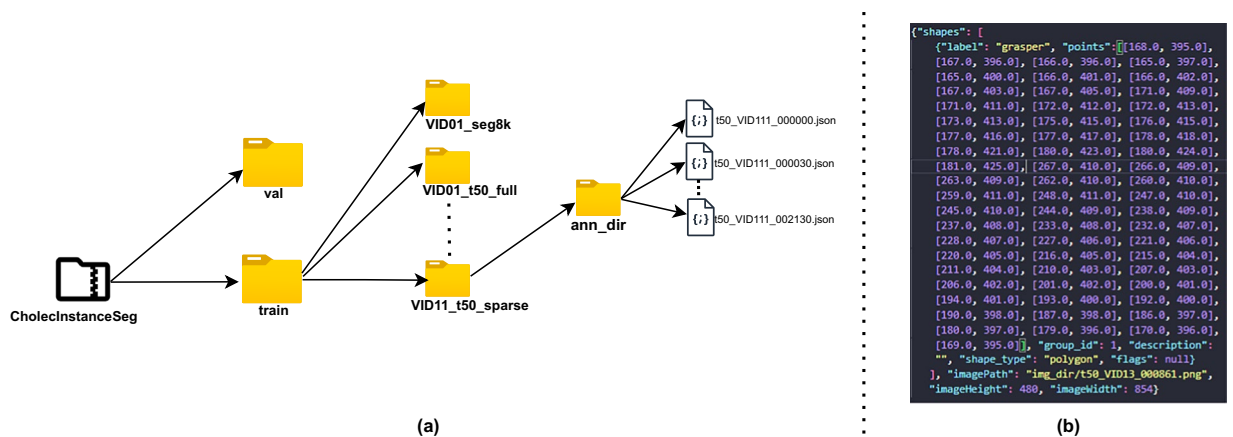 CholecInstanceSeg
val
train
VID01_seg8k
VID01_t50_full
VID11_t50_sparse
ann_dir
{;}
t50_VID111_000000.json
{;}
t50_VID111_000030.json
{;}
t50_VID111_002130.json
(a)
{"shapes": [
{"label": "grasper", "points":[[168.0, 395.0],
[167.0, 396.0], [166.0, 396.0], [165.0, 397.0],
[165.0, 400.0], [166.0, 401.0], [166.0, 402.0],
[167.0, 403.0], [167.0, 405.0], [171.0, 409.0],
[171.0, 411.0], [172.0, 412.0], [172.0, 413.0],
[173.0, 413.0], [175.0, 415.0], [176.0, 415.0],
[177.0, 416.0], [177.0, 417.0], [178.0, 418.0],
[178.0, 421.0], [180.0, 423.0], [180.0, 424.0],
[181.0, 425.0], [267.0, 410.0], [266.0, 409.0],
[263.0, 409.0], [262.0, 410.0], [260.0, 410.0],
[259.0, 411.0], [248.0, 411.0], [247.0, 410.0],
[245.0, 410.0], [244.0, 409.0], [238.0, 409.0],
[237.0, 408.0], [233.0, 408.0], [232.0, 407.0],
[228.0, 407.0], [227.0, 406.0], [221.0, 406.0],
[220.0, 405.0], [216.0, 405.0], [215.0, 404.0],
[211.0, 404.0], [210.0, 403.0], [207.0, 403.0],
[206.0, 402.0], [201.0, 402.0], [200.0, 401.0],
[194.0, 401.0], [193.0, 400.0], [192.0, 400.0],
[190.0, 398.0], [187.0, 398.0], [186.0, 397.0],
[180.0, 397.0], [179.0, 396.0], [170.0, 396.0],
[169.0, 395.0]], "group_id": 1, "description":
"", "shape_type": "polygon", "flags": null}
], "imagePath": "img_dir/t50_VID13_000861.png",
"imageHeight": 480, "imageWidth": 854}
(b)